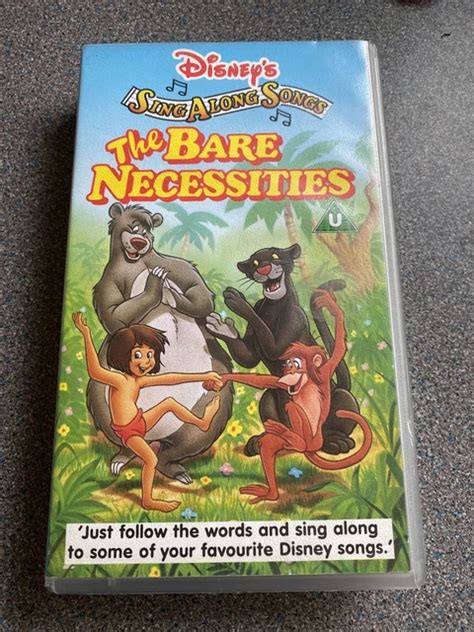 Disney's
Sing Along Songs
The BARE
NECESSITIES
U
'Just follow the words and sing along
to some of your favourite Disney songs.'